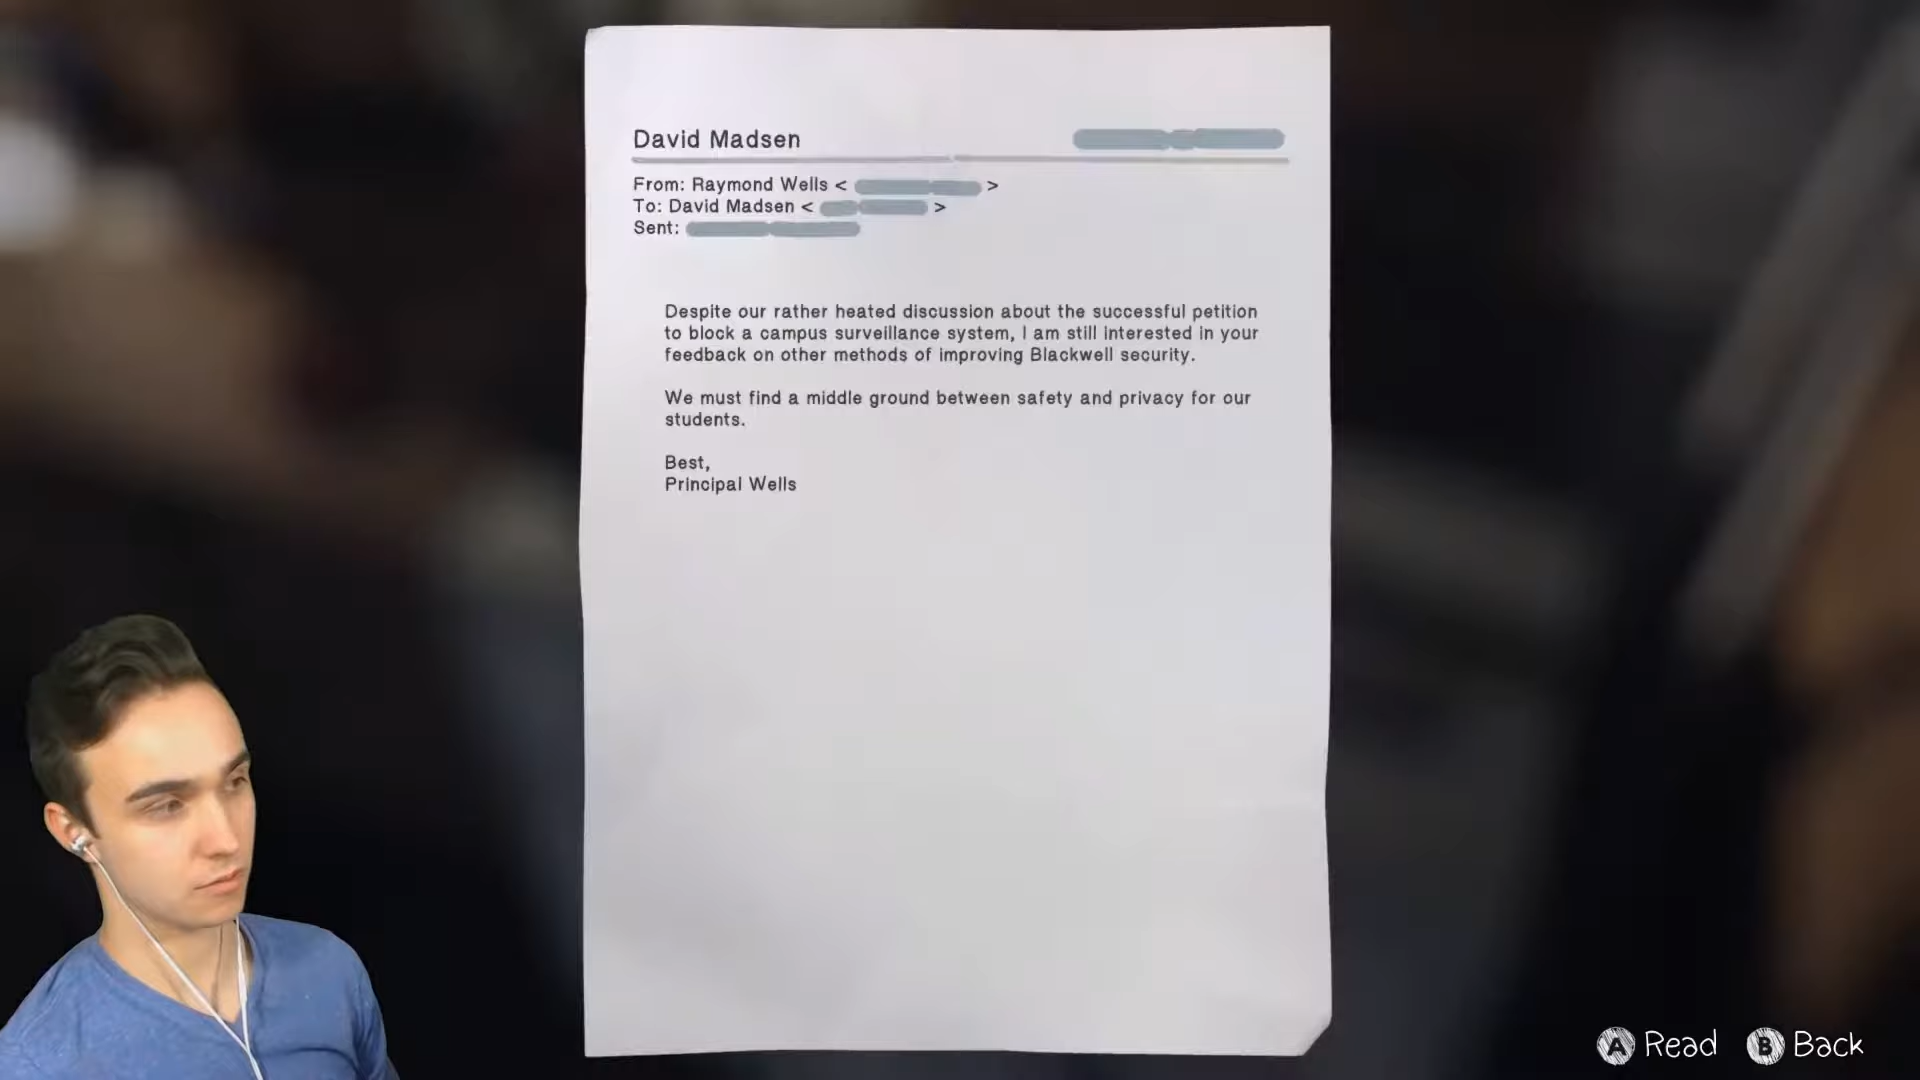 David Madsen
From: Raymond Wells < >
To: David Madsen < >
Sent:
Despite our rather heated discussion about the successful petition
to block a campus surveillance system, I am still interested in your
feedback on other methods of improving Blackwell security.
We must find a middle ground between safety and privacy for our
students.
Best,
Principal Wells
A Read B Back